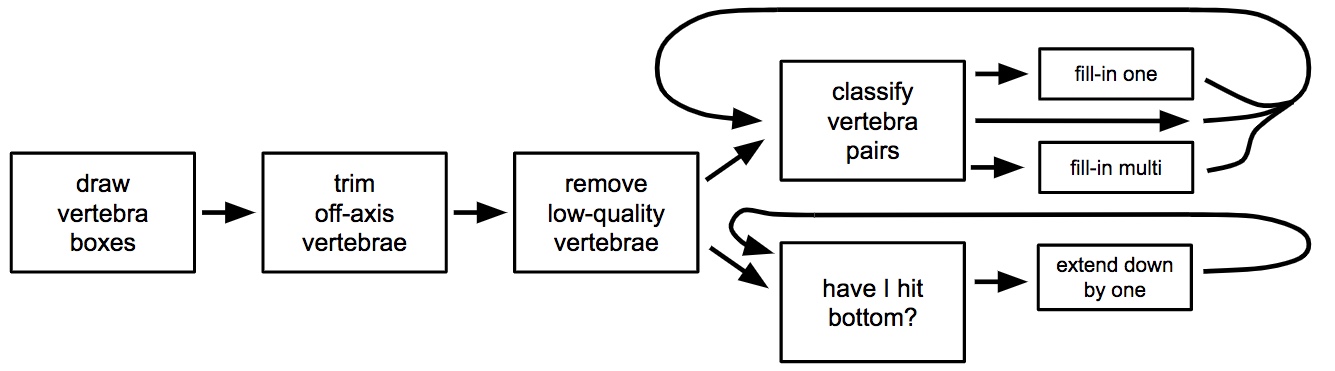 draw
vertebra
boxes
trim
off-axis
vertebrae
remove
low-quality
vertebrae
classify
vertebra
pairs
fill-in one
fill-in multi
have I hit
bottom?
extend down
by one